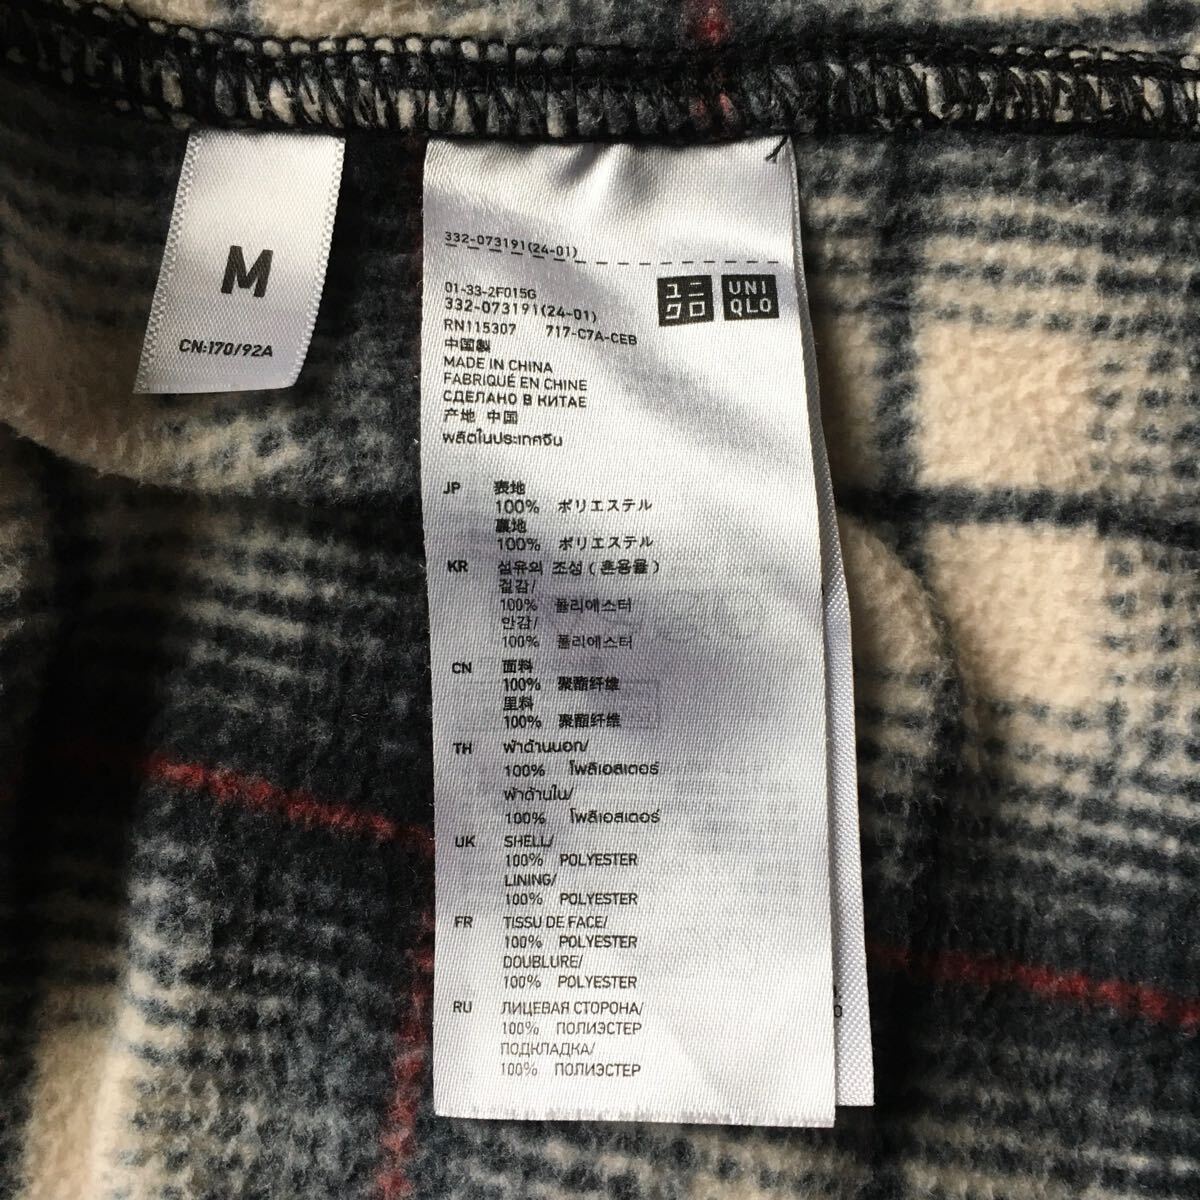 M
CN:170/92A
332-073191(24-01)
01-33-2F015G
332-073191(24-01)
RN115307 717-C7A-CEB
ユニクロ
UNIQLO
中国製
MADE IN CHINA
FABRIQUÉ EN CHINE
СДЕЛАНО В КИТАЕ
产地 中国
ผลิตในประเทศจีน
JP 表地
100% ポリエステル
裏地
100% ポリエステル
KR 섬유의 조성 ( 혼용율 )
겉감/
100% 폴리에스터
안감/
100% 폴리에스터
CN 面料
100% 聚酯纤维
里料
100% 聚酯纤维
TH ผ้าด้านนอก/
100% โพลิเอสเตอร์
ผ้าด้านใน/
100% โพลิเอสเตอร์
UK SHELL/
100% POLYESTER
LINING/
100% POLYESTER
FR TISSU DE FACE/
100% POLYESTER
DOUBLURE/
100% POLYESTER
RU ЛИЦЕВАЯ СТОРОНА/
100% ПОЛИЭСТЕР
ПОДКЛАДКА/
100% ПОЛИЭСТЕР